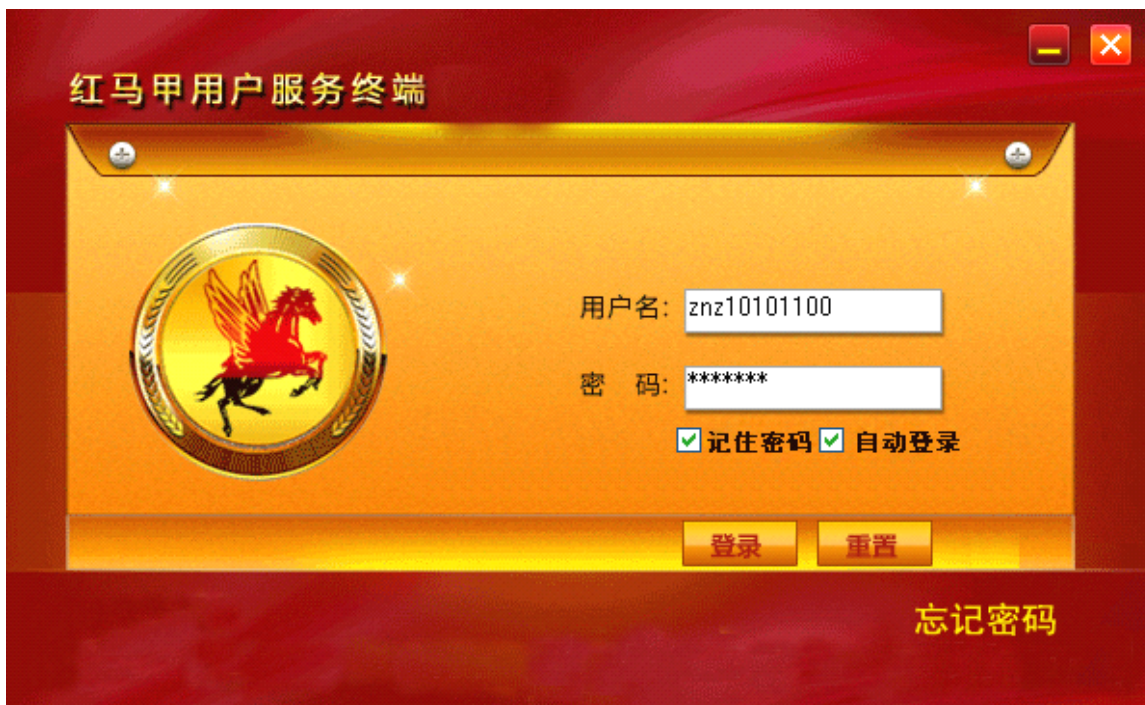 红马甲用户服务终端
用户名: znz10101100
密 码: *******
记住密码 自动登录
登录 重置
忘记密码